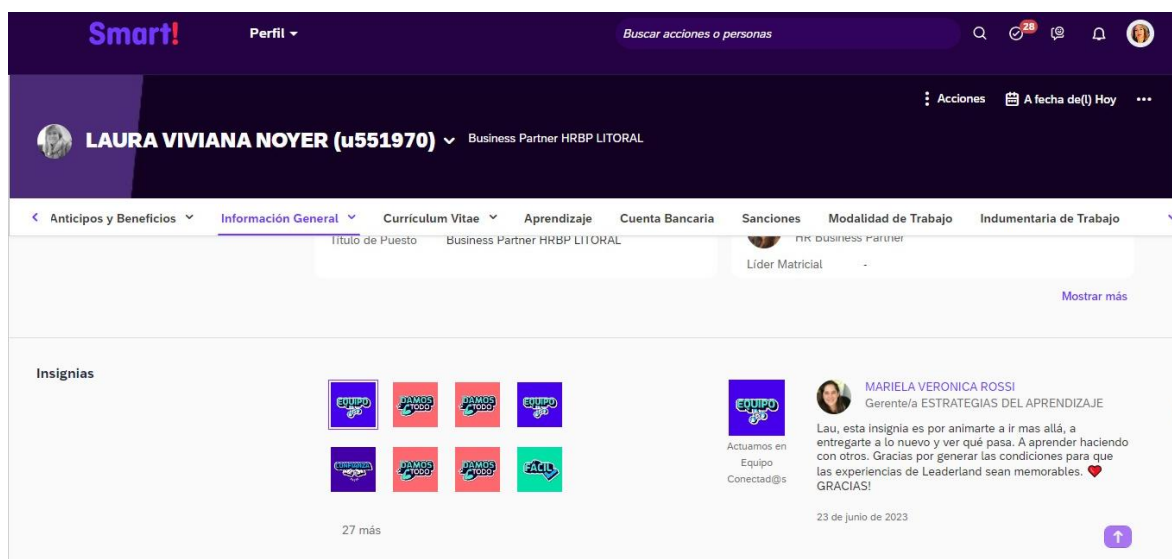 Smart!
Perfil
Buscar acciones o personas
28
Acciones
A fecha de(l) Hoy
LAURA VIVIANA NOYER (u551970)
Business Partner HRBP LITORAL
Anticipos y Beneficios
Información General
Currículum Vitae
Aprendizaje
Cuenta Bancaria
Sanciones
Modalidad de Trabajo
Indumentaria de Trabajo
Título de Puesto
Business Partner HRBP LITORAL
HR Business Partner
Líder Matricial
-
Mostrar más
Insignias
EQUIPO
DAMOS TODO
DAMOS TODO
EQUIPO
CONFIANZA
DAMOS TODO
DAMOS TODO
FÁCIL
27 más
EQUIPO
Actuamos en
Equipo
Conectad@s
MARIELA VERONICA ROSSI
Gerente/a ESTRATEGIAS DEL APRENDIZAJE
Lau, esta insignia es por animarte a ir mas allá, a
entregarte a lo nuevo y ver qué pasa. A aprender haciendo
con otros. Gracias por generar las condiciones para que
las experiencias de Leaderland sean memorables. ❤
GRACIAS!
23 de junio de 2023